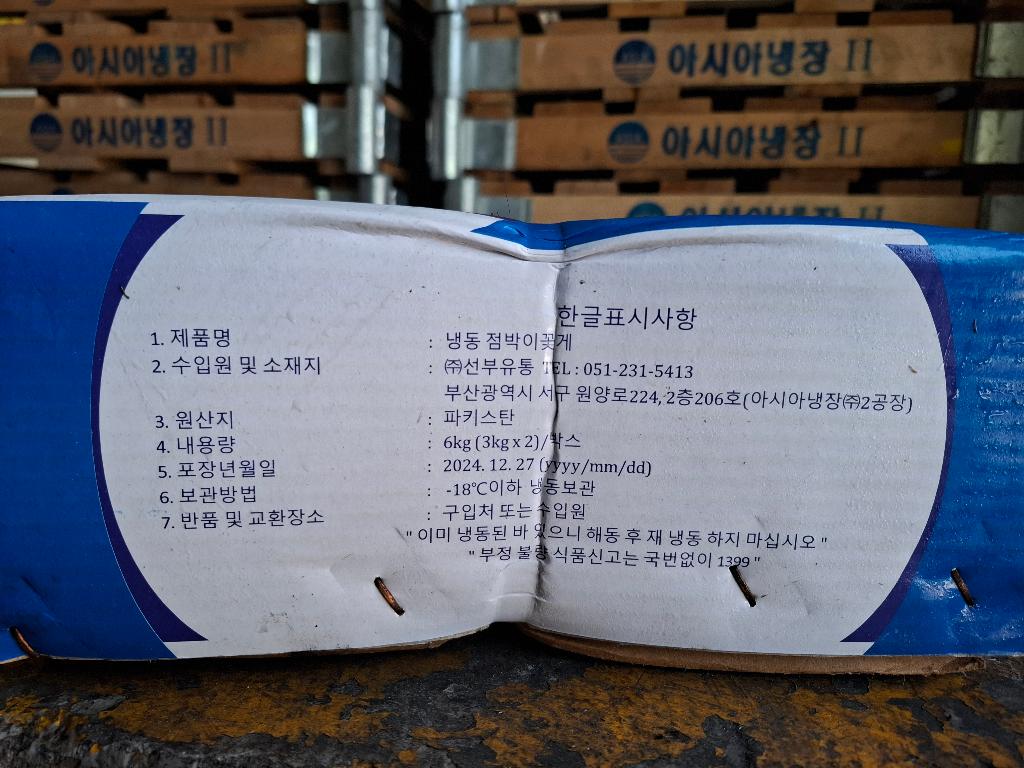 아시아냉장 II
아시아냉장 II
아시아냉장 II
아시아냉장 II
아시아냉장 II
한글표시사항
1. 제품명 : 냉동 점박이꽃게
2. 수입원 및 소재지 : ㈜선부유통 TEL : 051-231-5413
부산광역시 서구 원양로224, 2층206호(아시아냉장㈜2공장)
3. 원산지 : 파키스탄
4. 내용량 : 6kg (3kg x 2)/박스
5. 포장년월일 : 2024. 12. 27 (yyyy/mm/dd)
6. 보관방법 : -18℃이하 냉동보관
7. 반품 및 교환장소 : 구입처 또는 수입원
" 이미 냉동된 바 있으니 해동 후 재 냉동 하지 마십시오 "
" 부정 불량 식품신고는 국번없이 1399 "